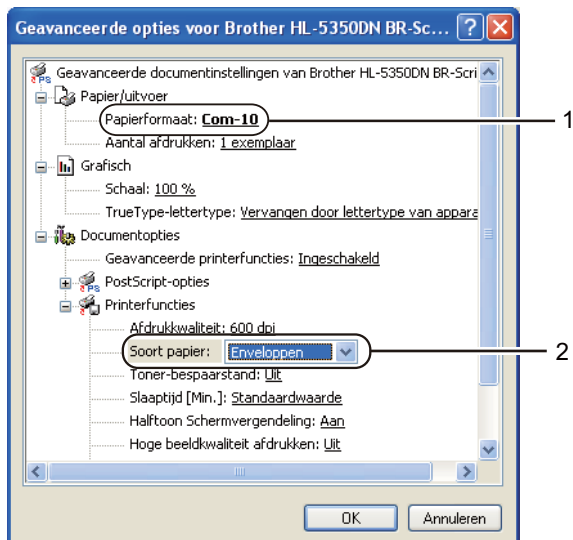 Geavanceerde opties voor Brother HL-5350DN BR-Sc...
Geavanceerde documentinstellingen van Brother HL-5350DN BR-Scri
Papier/uitvoer
Papierformaat: Com-10
1
Aantal afdrukken: 1 exemplaar
Grafisch
Schaal: 100 %
TrueType-lettertype: Vervangen door lettertype van appara
Documentopties
Geavanceerde printerfuncties: Ingeschakeld
PostScript-opties
Printerfuncties
Afdrukkwaliteit: 600 dpi
Soort papier: Enveloppen
2
Toner-bespaarstand: Uit
Slaaptijd [Min.]: Standaardwaarde
Halftoon Schermvergendeling: Aan
Hoge beeldkwaliteit afdrukken: Uit
OK Annuleren